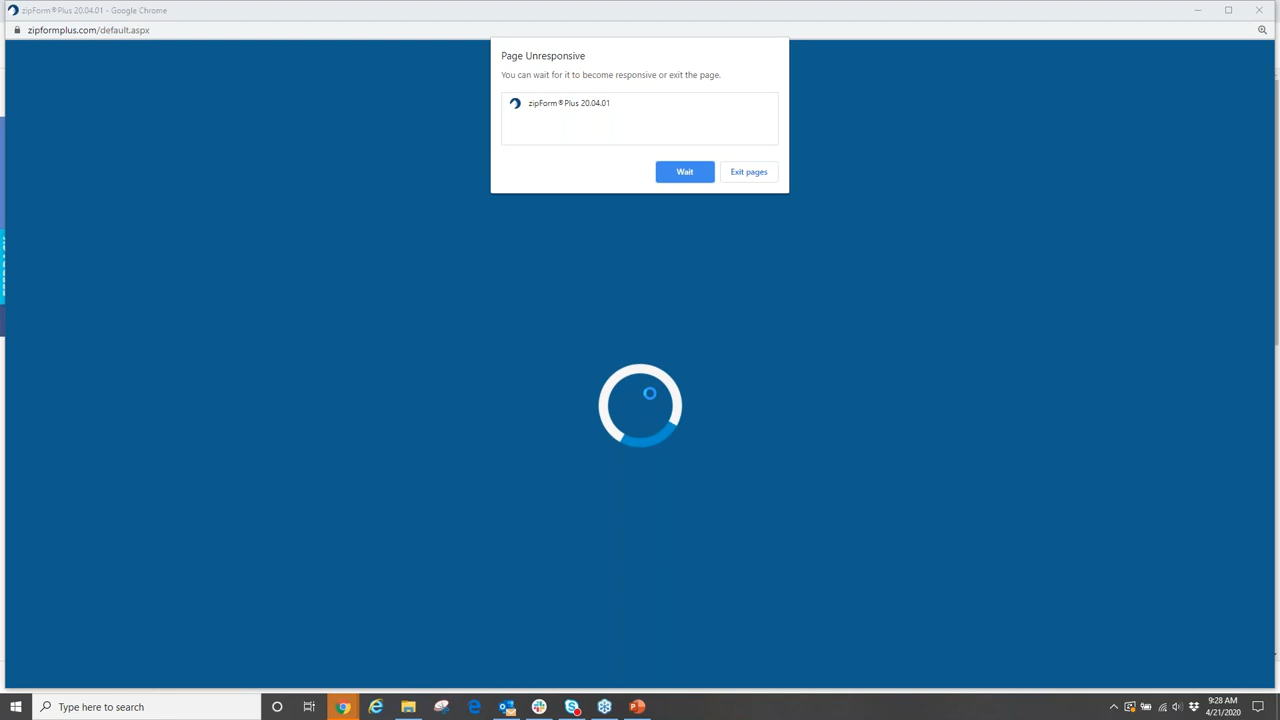 zipForm®Plus 20.04.01 - Google Chrome
zipformplus.com/default.aspx
Page Unresponsive
You can wait for it to become responsive or exit the page.
zipForm®Plus 20.04.01
Wait
Exit pages
Type here to search
9:28 AM
4/21/2020